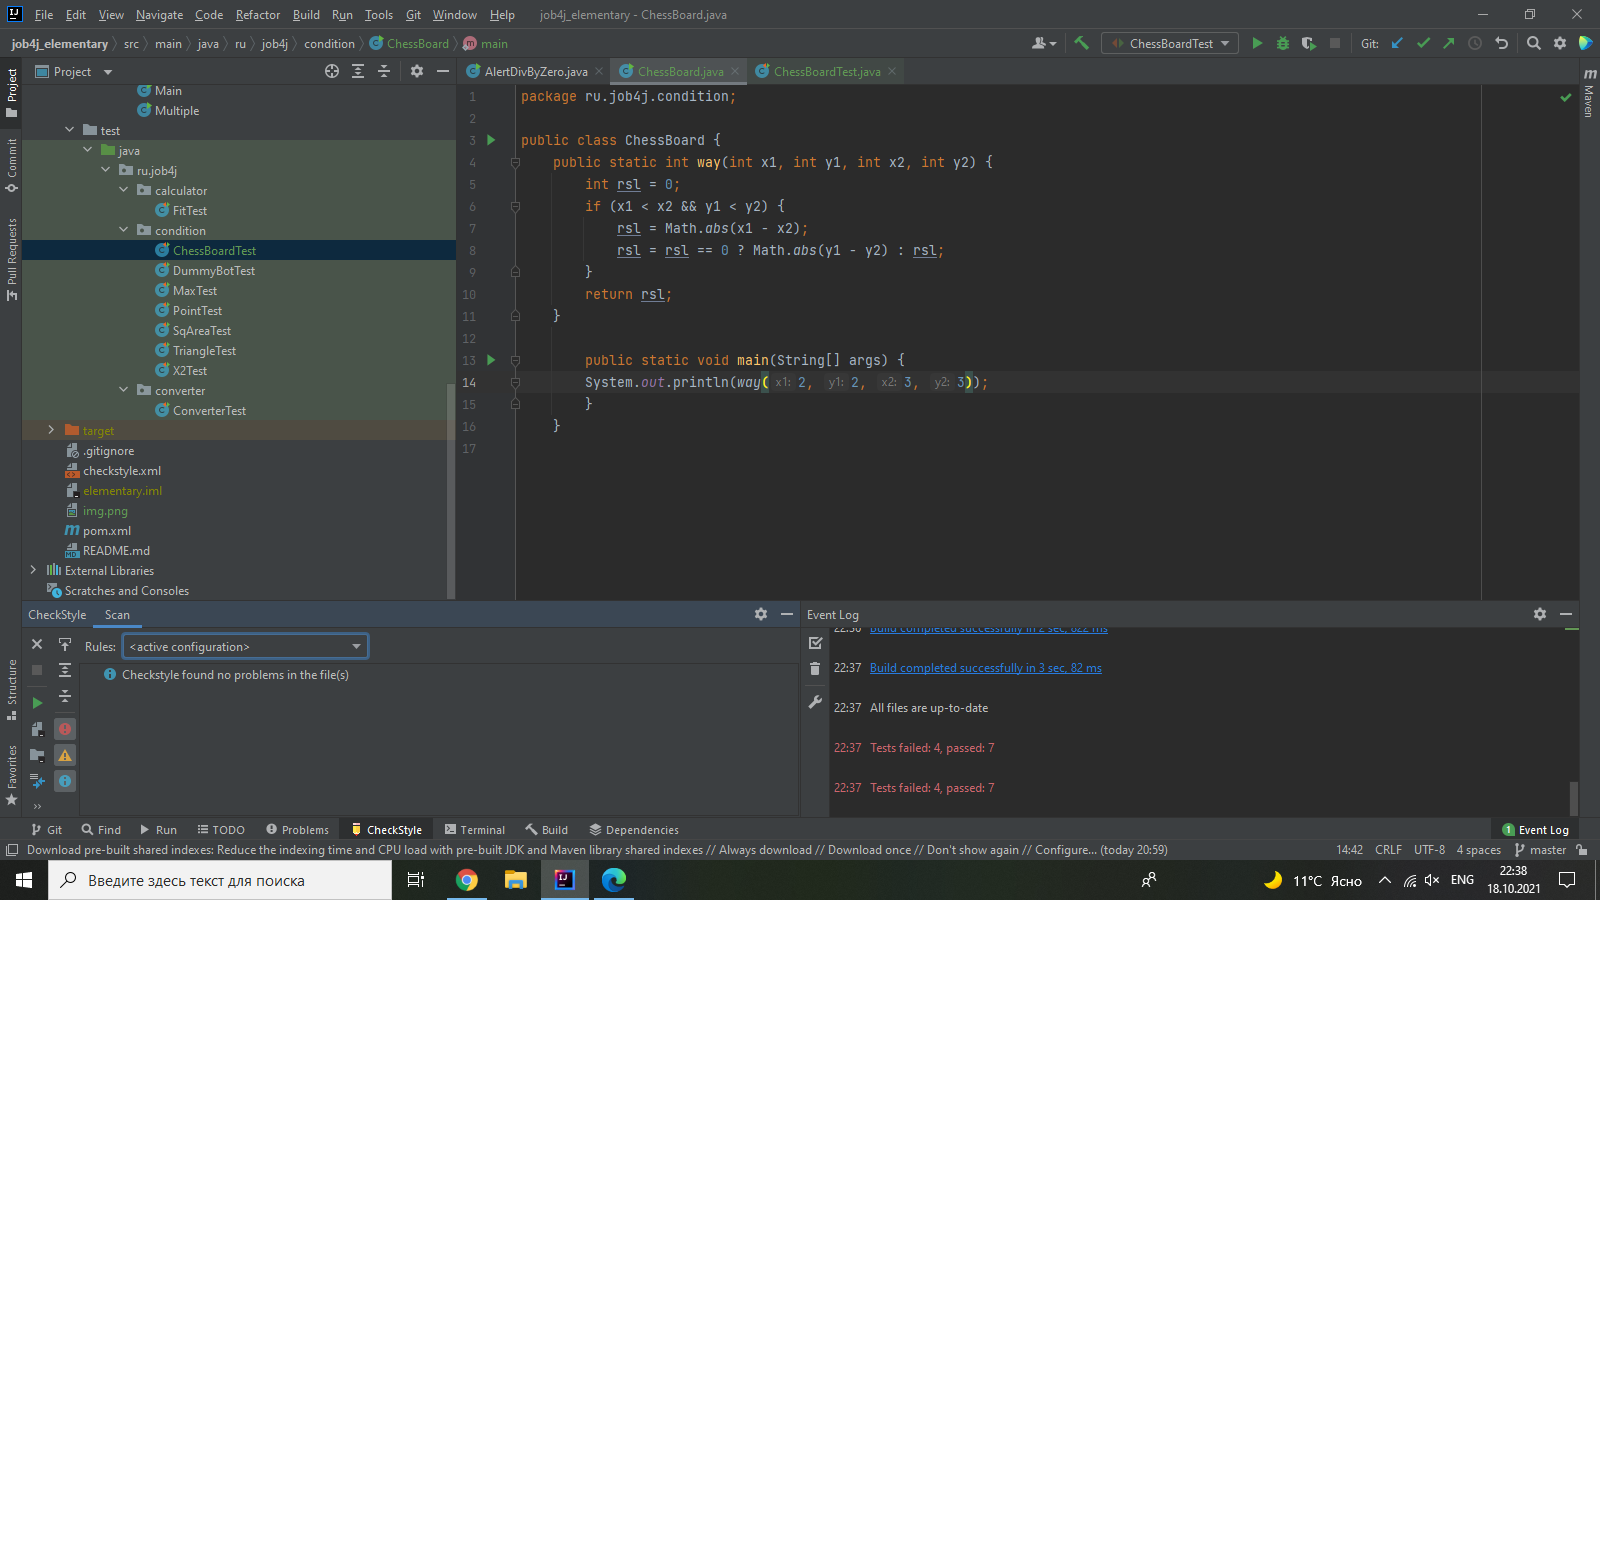 File Edit View Navigate Code Refactor Build Run Tools Git Window Help job4j_elementary - ChessBoard.java
job4j_elementary src main java ru job4j condition ChessBoard main ChessBoardTest Git:
Project
AlertDivByZero.java ChessBoard.java ChessBoardTest.java
Project
Commit
Pull Requests
Structure
Favorites
Maven
Main
Multiple
test
java
ru.job4j
calculator
FitTest
condition
ChessBoardTest
DummyBotTest
MaxTest
PointTest
SqAreaTest
TriangleTest
X2Test
converter
ConverterTest
target
.gitignore
checkstyle.xml
elementary.iml
img.png
pom.xml
README.md
External Libraries
Scratches and Consoles
1 package ru.job4j.condition;
2
3 public class ChessBoard {
4 public static int way(int x1, int y1, int x2, int y2) {
5 int rsl = 0;
6 if (x1 < x2 && y1 < y2) {
7 rsl = Math.abs(x1 - x2);
8 rsl = rsl == 0 ? Math.abs(y1 - y2) : rsl;
9 }
10 return rsl;
11 }
12
13 public static void main(String[] args) {
14 System.out.println(way( x1: 2, y1: 2, x2: 3, y2: 3));
15 }
16 }
17
CheckStyle Scan
Rules: <active configuration>
Checkstyle found no problems in the file(s)
Event Log
22:36 Build completed successfully in 2 sec, 822 ms
22:37 Build completed successfully in 3 sec, 82 ms
22:37 All files are up-to-date
22:37 Tests failed: 4, passed: 7
22:37 Tests failed: 4, passed: 7
Git Find Run TODO Problems CheckStyle Terminal Build Dependencies 1 Event Log
Download pre-built shared indexes: Reduce the indexing time and CPU load with pre-built JDK and Maven library shared indexes // Always download // Download once // Don't show again // Configure... (today 20:59) 14:42 CRLF UTF-8 4 spaces master
Введите здесь текст для поиска 11°C Ясно ENG 22:38
18.10.2021